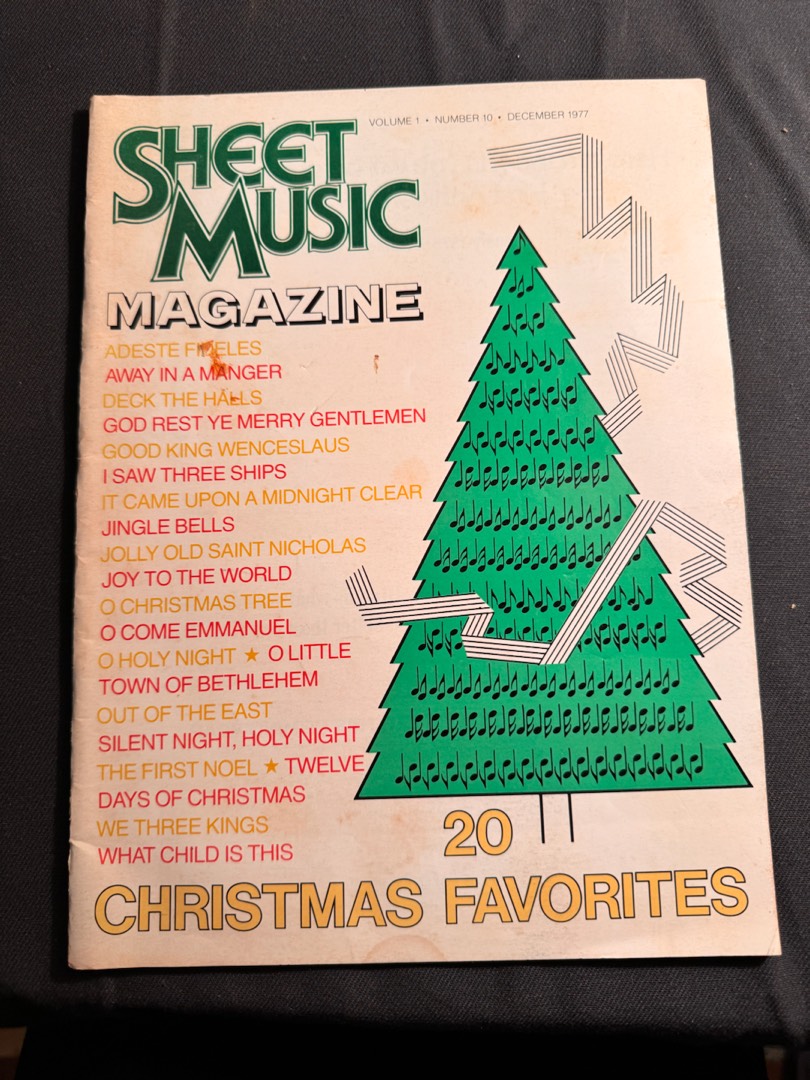 VOLUME 1 • NUMBER 10 • DECEMBER 1977
SHEET
MUSIC
MAGAZINE
ADESTE FIDELES
AWAY IN A MANGER
DECK THE HALLS
GOD REST YE MERRY GENTLEMEN
GOOD KING WENCESLAUS
I SAW THREE SHIPS
IT CAME UPON A MIDNIGHT CLEAR
JINGLE BELLS
JOLLY OLD SAINT NICHOLAS
JOY TO THE WORLD
O CHRISTMAS TREE
O COME EMMANUEL
O HOLY NIGHT ★ O LITTLE
TOWN OF BETHLEHEM
OUT OF THE EAST
SILENT NIGHT, HOLY NIGHT
THE FIRST NOEL ★ TWELVE
DAYS OF CHRISTMAS
WE THREE KINGS
WHAT CHILD IS THIS
20
CHRISTMAS FAVORITES